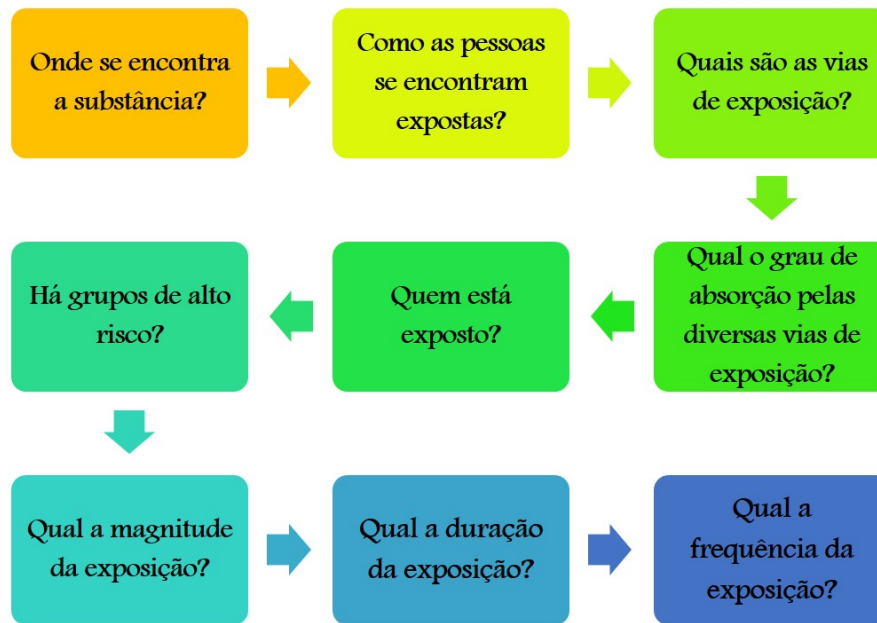 Onde se encontra
a substância?
Como as pessoas
se encontram
expostas?
Quais são as vias
de exposição?
Qual o grau de
absorção pelas
diversas vias de
exposição?
Quem está
exposto?
Há grupos de alto
risco?
Qual a magnitude
da exposição?
Qual a duração
da exposição?
Qual a
frequência da
exposição?